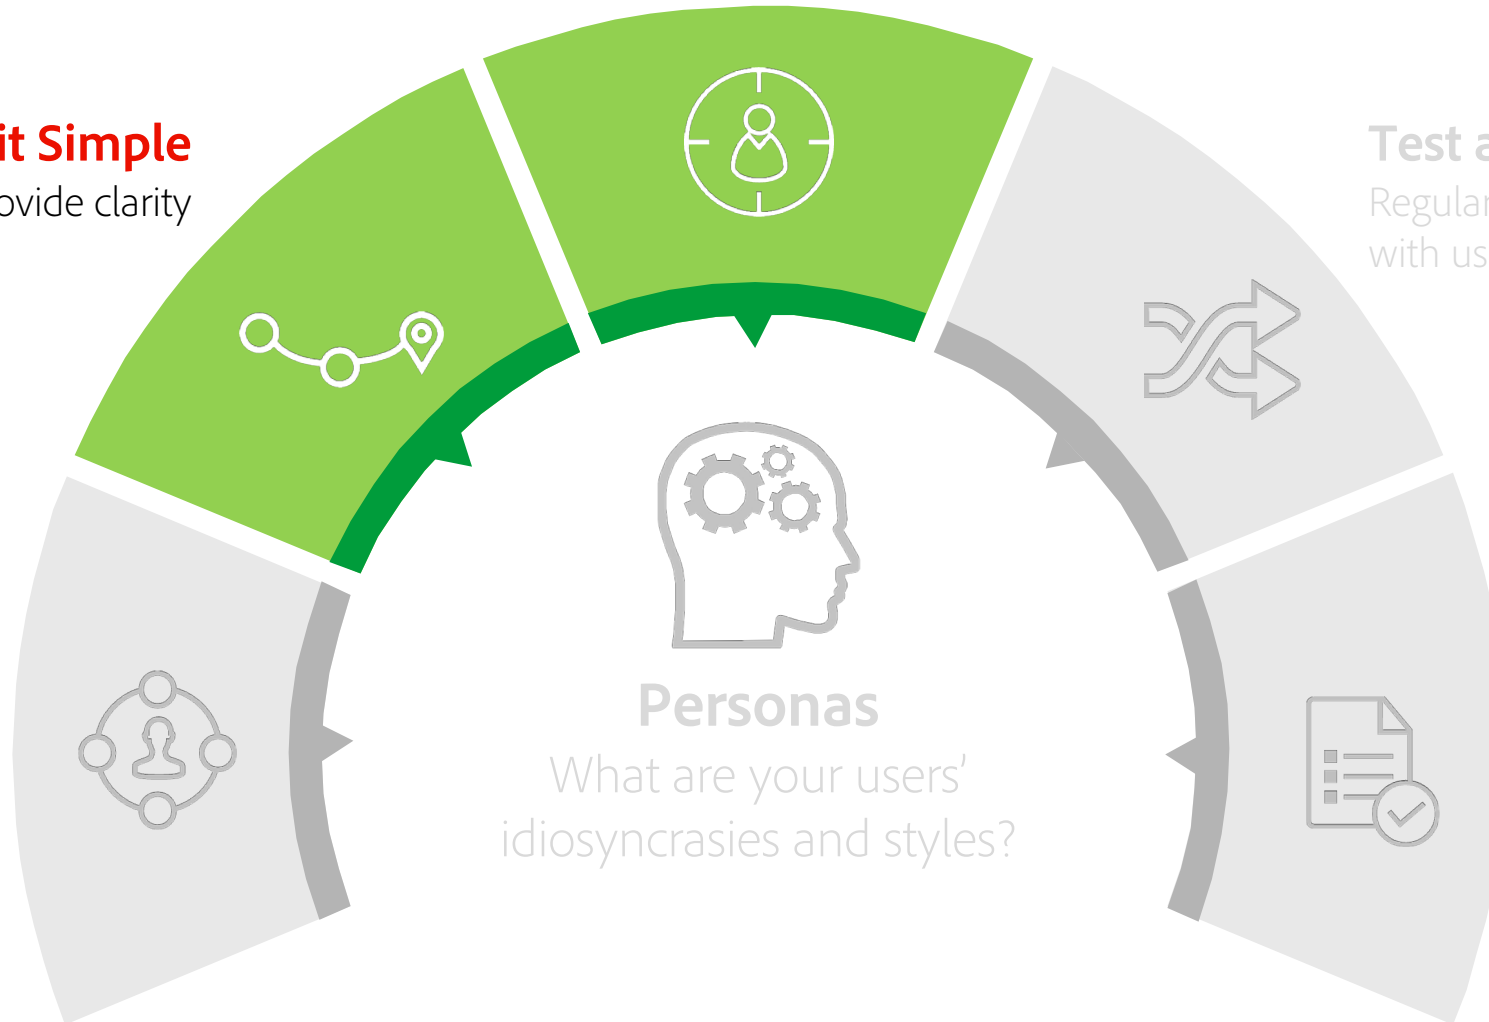 it Simple
ovide clarity
Test a
Regular
with us
Personas
What are your users'
idiosyncrasies and styles?